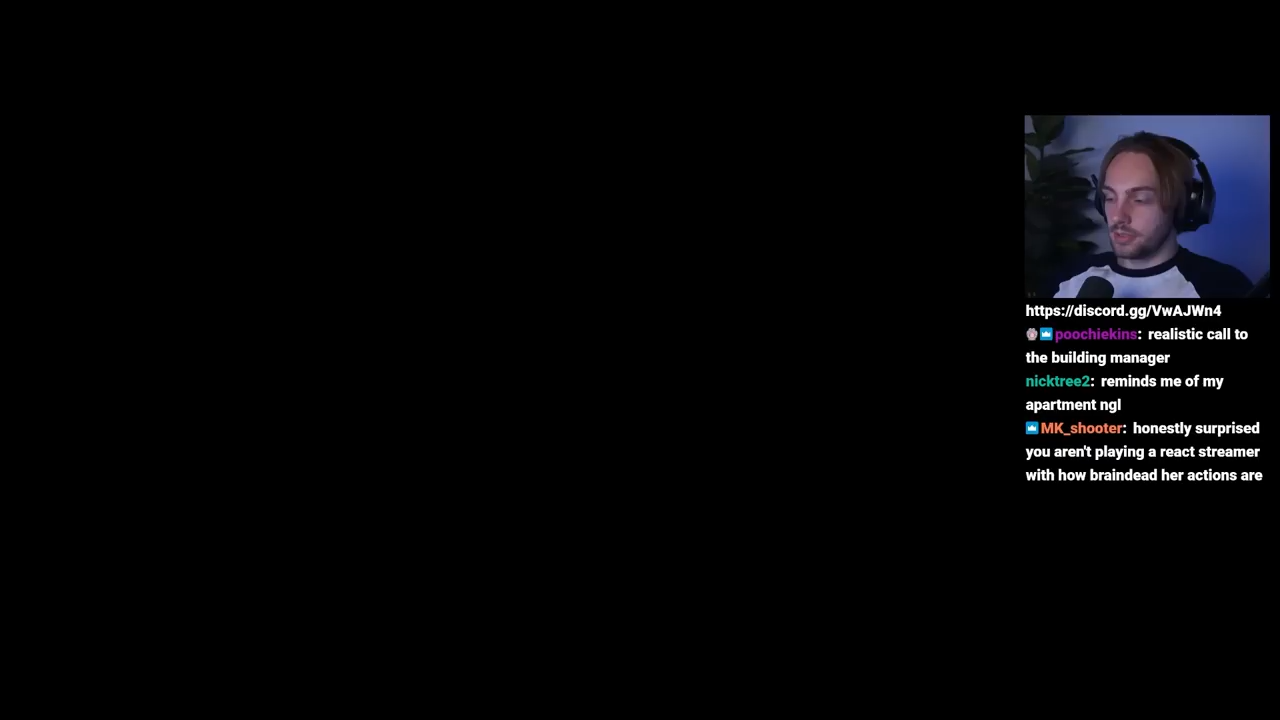 https://discord.gg/VwAJWn4
poochiekins: realistic call to
the building manager
nicktree2: reminds me of my
apartment ngl
MK_shooter: honestly surprised
you aren't playing a react streamer
with how braindead her actions are